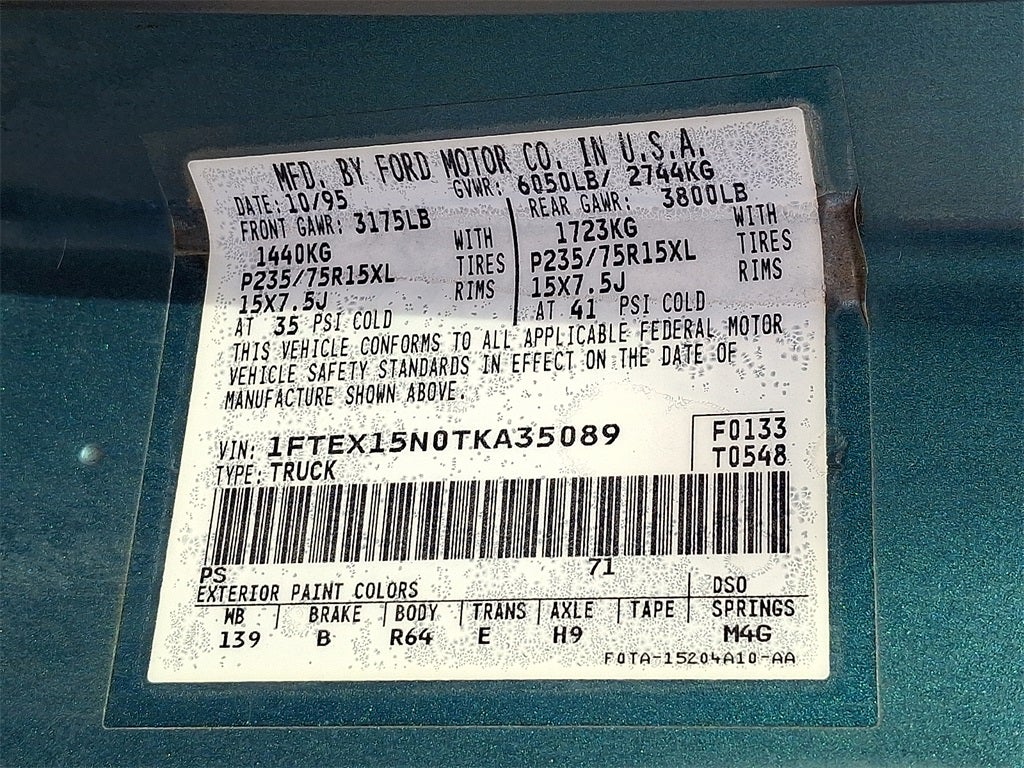 MFD. BY FORD MOTOR CO. IN U.S.A.
DATE: 10/95 GVWR: 6050LB/ 2744KG
FRONT GAWR: 3175LB
1440KG WITH
P235/75R15XL TIRES
15X7.5J RIMS
AT 35 PSI COLD
REAR GAWR: 3800LB
1723KG WITH
P235/75R15XL TIRES
15X7.5J RIMS
AT 41 PSI COLD
THIS VEHICLE CONFORMS TO ALL APPLICABLE FEDERAL MOTOR
VEHICLE SAFETY STANDARDS IN EFFECT ON THE DATE OF
MANUFACTURE SHOWN ABOVE.
VIN: 1FTEX15N0TKA35089
TYPE: TRUCK
F0133
T0548
PS 71
EXTERIOR PAINT COLORS DSO
WB BRAKE BODY TRANS AXLE TAPE SPRINGS
139 B R64 E H9 M4G
F0TA-15204A10-AA